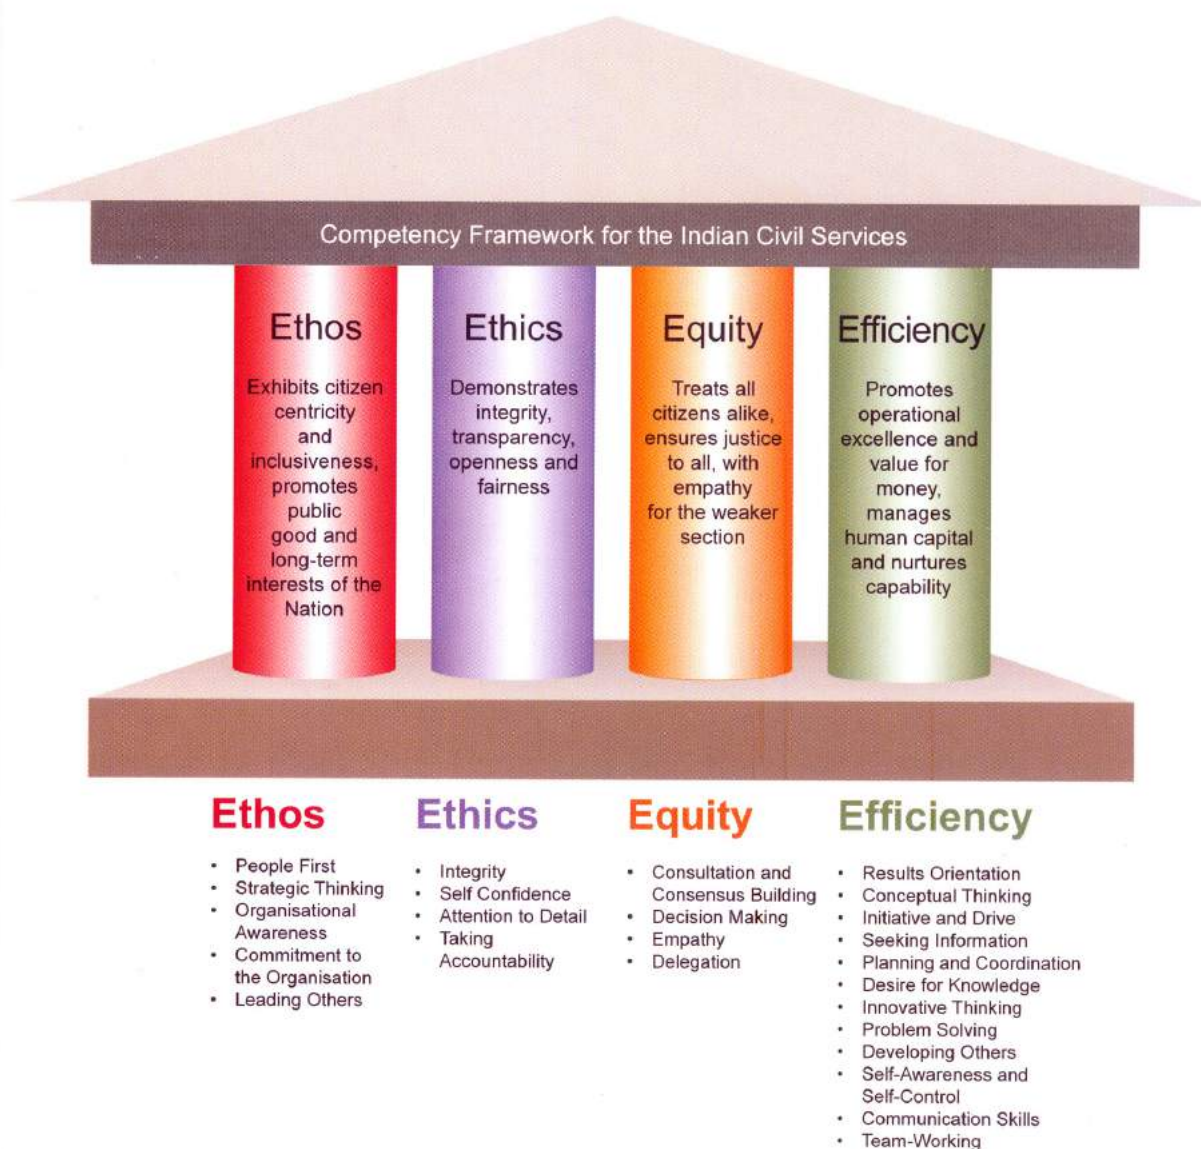 Competency Framework for the Indian Civil Services
Ethos
Exhibits citizen
centricity
and
inclusiveness,
promotes
public
good and
long-term
interests of the
Nation
Ethics
Demonstrates
integrity,
transparency,
openness and
fairness
Equity
Treats all
citizens alike,
ensures justice
to all, with
empathy
for the weaker
section
Efficiency
Promotes
operational
excellence and
value for
money,
manages
human capital
and nurtures
capability
Ethos
• People First
• Strategic Thinking
• Organisational
Awareness
• Commitment to
the Organisation
• Leading Others
Ethics
• Integrity
• Self Confidence
• Attention to Detail
• Taking
Accountability
Equity
• Consultation and
Consensus Building
• Decision Making
• Empathy
• Delegation
Efficiency
• Results Orientation
• Conceptual Thinking
• Initiative and Drive
• Seeking Information
• Planning and Coordination
• Desire for Knowledge
• Innovative Thinking
• Problem Solving
• Developing Others
• Self-Awareness and
Self-Control
• Communication Skills
• Team-Working